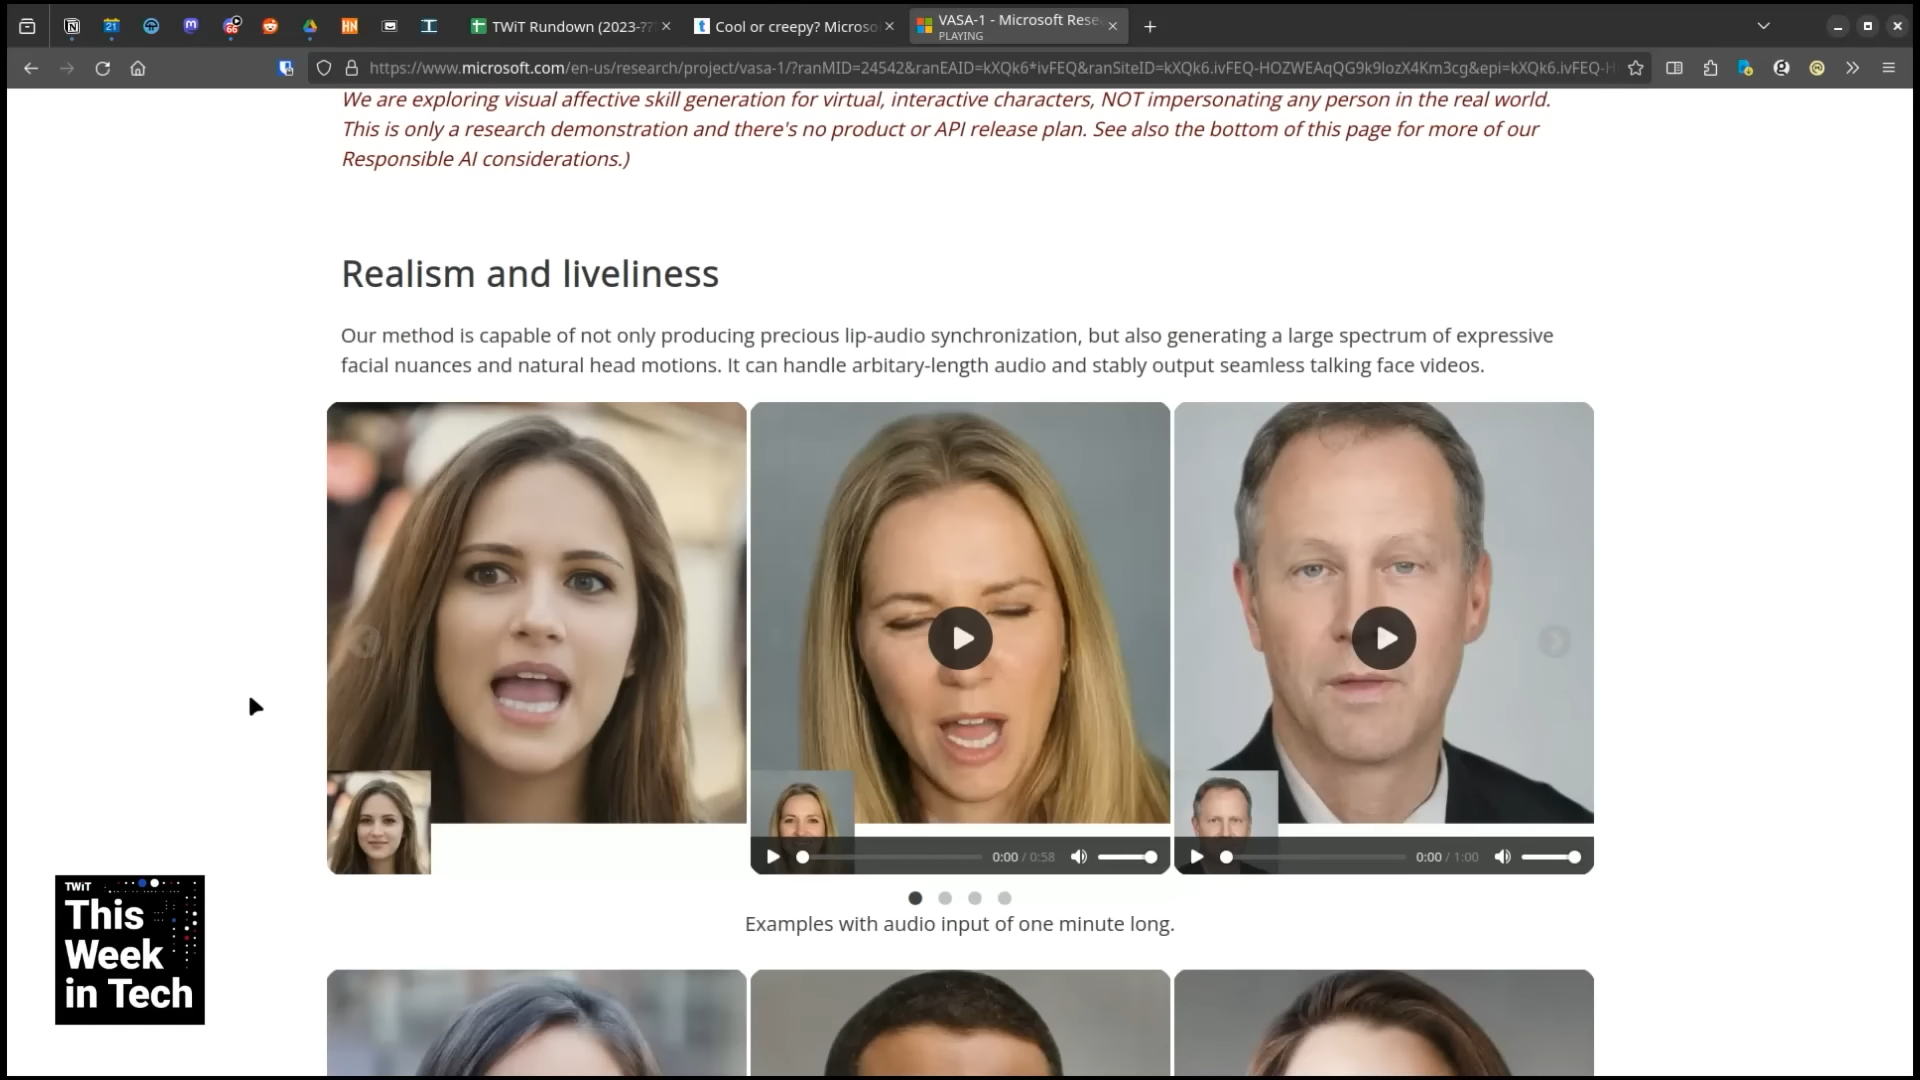 TWiT Rundown (2023-??
Cool or creepy? Microso
VASA-1 - Microsoft Rese
PLAYING
21
66
HN
https://www.microsoft.com/en-us/research/project/vasa-1/?ranMID=24542&ranEAID=kXQk6*ivFEQ&ranSiteID=kXQk6.ivFEQ-HOZWEAqQG9k9lozX4Km3cg&epi=kXQk6.ivFEQ-H
We are exploring visual affective skill generation for virtual, interactive characters, NOT impersonating any person in the real world.
This is only a research demonstration and there's no product or API release plan. See also the bottom of this page for more of our
Responsible AI considerations.)
Realism and liveliness
Our method is capable of not only producing precious lip-audio synchronization, but also generating a large spectrum of expressive
facial nuances and natural head motions. It can handle arbitary-length audio and stably output seamless talking face videos.
0:00 / 0:58
0:00 / 1:00
Examples with audio input of one minute long.
TWiT
This
Week
in Tech